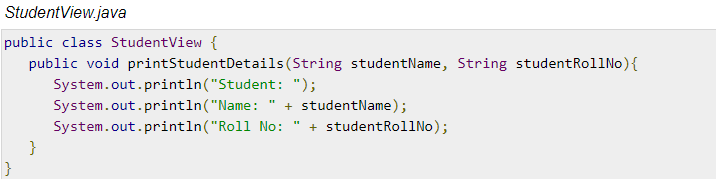 StudentView.java
public class StudentView {
   public void printStudentDetails(String studentName, String studentRollNo){
      System.out.println("Student: ");
      System.out.println("Name: " + studentName);
      System.out.println("Roll No: " + studentRollNo);
   }
}